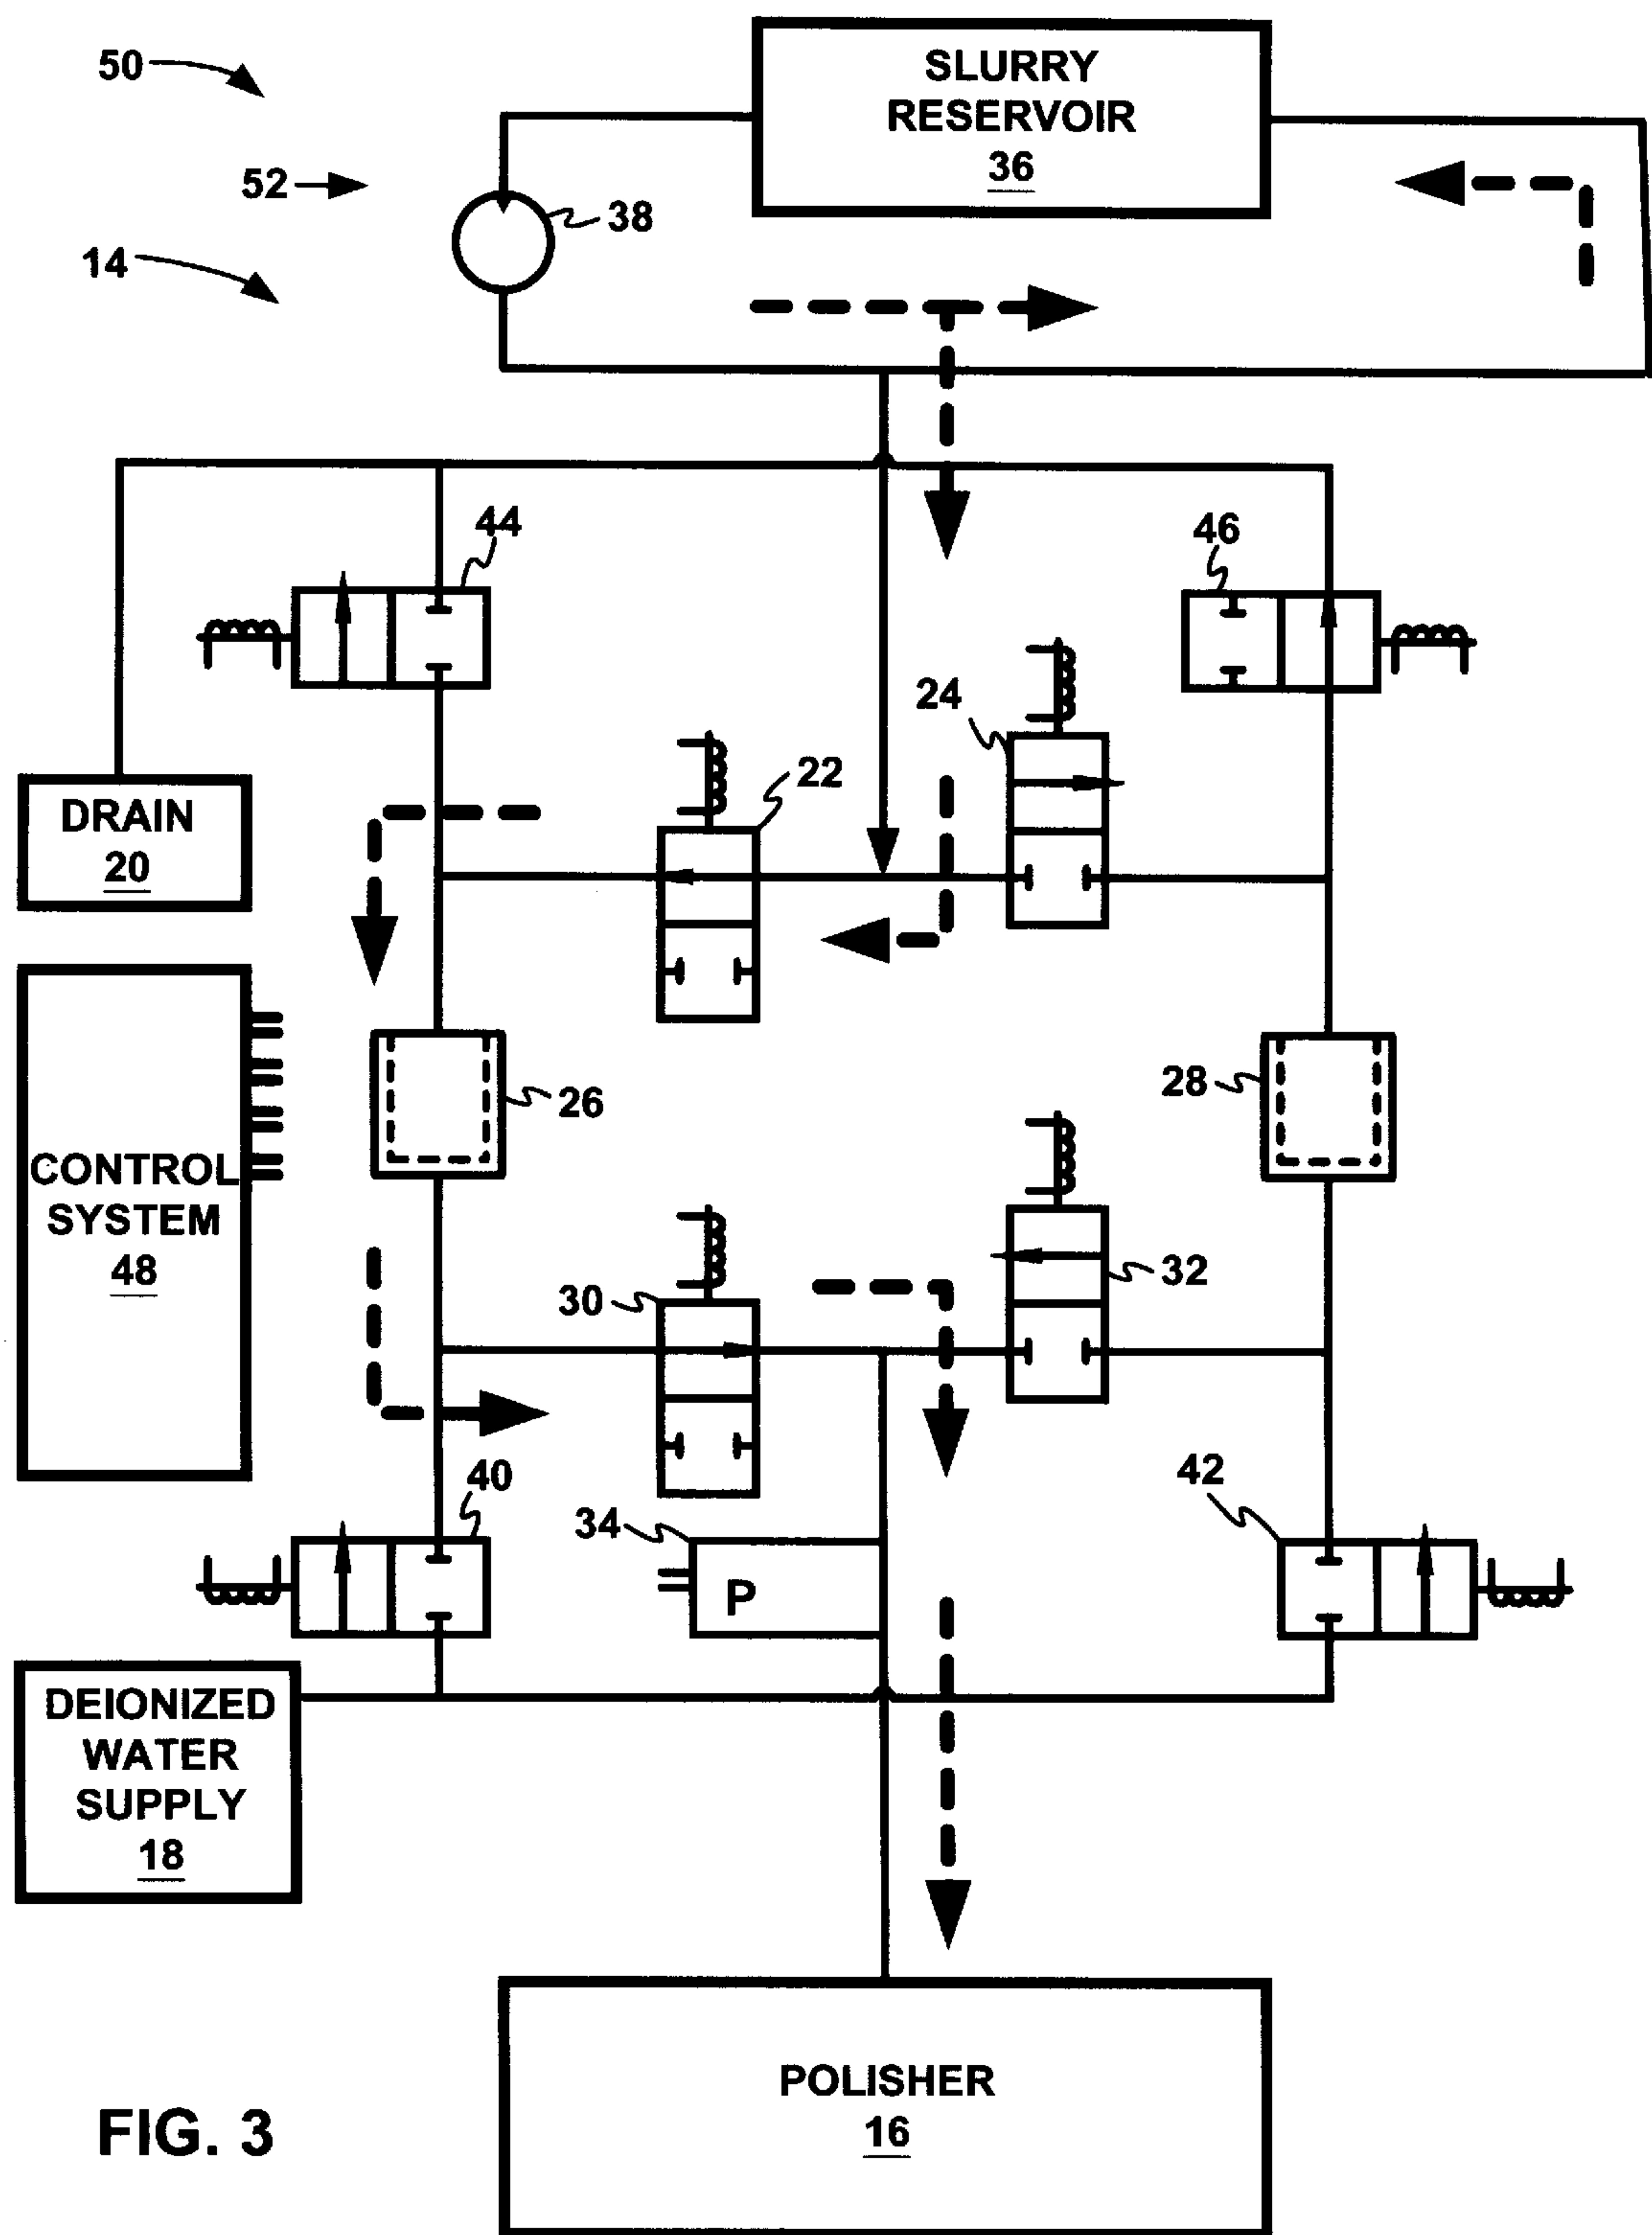 50
SLURRY
RESERVOIR
36
52
38
14
44
46
24
22
DRAIN
20
26
28
CONTROL
SYSTEM
48
32
30
40
42
34
P
DEIONIZED
WATER
SUPPLY
18
POLISHER
16
FIG. 3